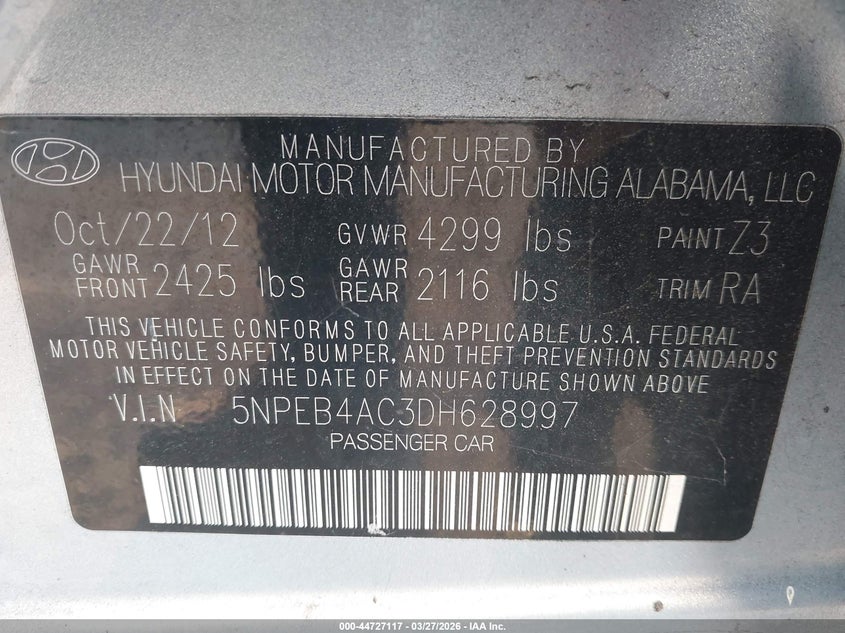 MANUFACTURED BY
HYUNDAI MOTOR MANUFACTURING ALABAMA, LLC
Oct/22/12 GVWR 4299 lbs PAINT Z3
GAWR FRONT 2425 lbs GAWR REAR 2116 lbs TRIM RA
THIS VEHICLE CONFORMS TO ALL APPLICABLE U.S.A. FEDERAL
MOTOR VEHICLE SAFETY, BUMPER, AND THEFT PREVENTION STANDARDS
IN EFFECT ON THE DATE OF MANUFACTURE SHOWN ABOVE
V.I.N 5NPEB4AC3DH628997
PASSENGER CAR
000-44727117 | 03/27/2026 - IAA Inc.